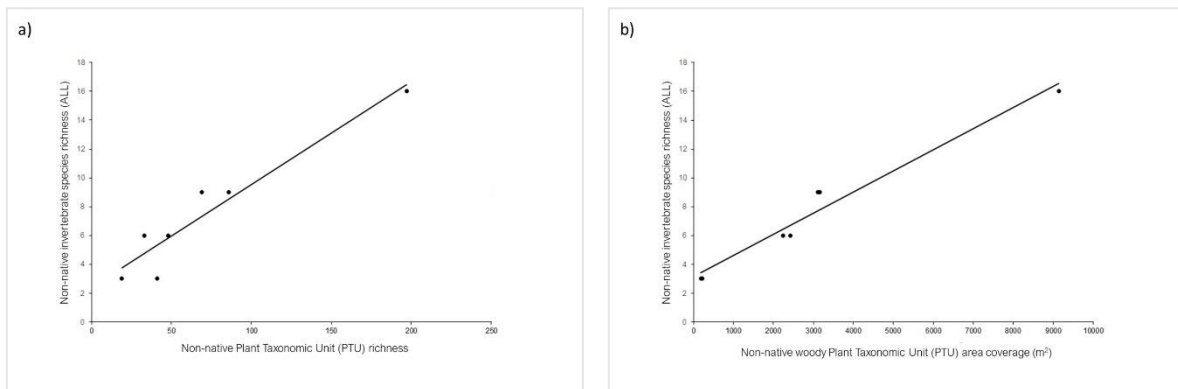 a)
Non-native invertebrate species richness (ALL)
18
16
14
12
10
8
6
4
2
0
0 50 100 150 200 250
Non-native Plant Taxonomic Unit (PTU) richness
b)
Non-native invertebrate species richness (ALL)
18
16
14
12
10
8
6
4
2
0
0 1000 2000 3000 4000 5000 6000 7000 8000 9000 10000
Non-native woody Plant Taxonomic Unit (PTU) area coverage (m²)